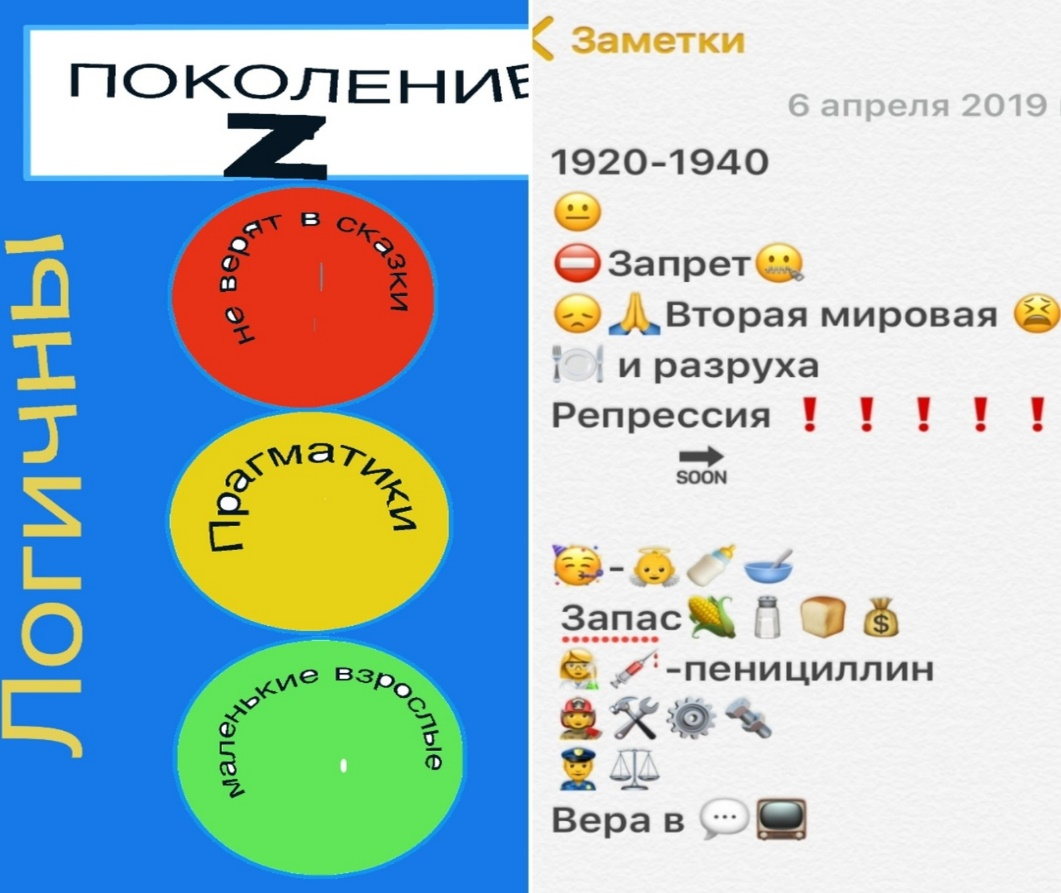 ПОКОЛЕНИЕ
Z
Логичны
не верят в сказки
Прагматики
маленькие взрослые
Заметки
6 апреля 2019
1920-1940
😐
⛔Запрет🤐
😞🙏Вторая мировая 😫
🍽 и разруха
Репрессия ❗❗❗❗❗
🔜
🥳-👼🍼🥣
Запас🌽🧂🍞💰
👩‍🔬💉-пенициллин
👩‍🚒🛠⚙🔩
👮⚖
Вера в 💬📺